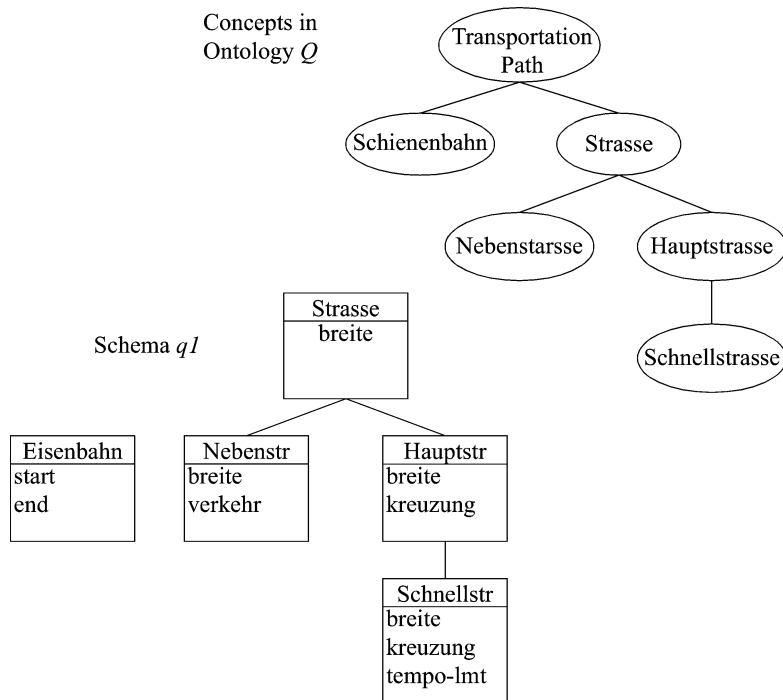 Concepts in
Ontology Q
Transportation
Path
Schienenbahn
Strasse
Nebenstarsse
Hauptstrasse
Schnellstrasse
Schema q1
Strasse
breite
Eisenbahn
start
end
Nebenstr
breite
verkehr
Hauptstr
breite
kreuzung
Schnellstr
breite
kreuzung
tempo-lmt